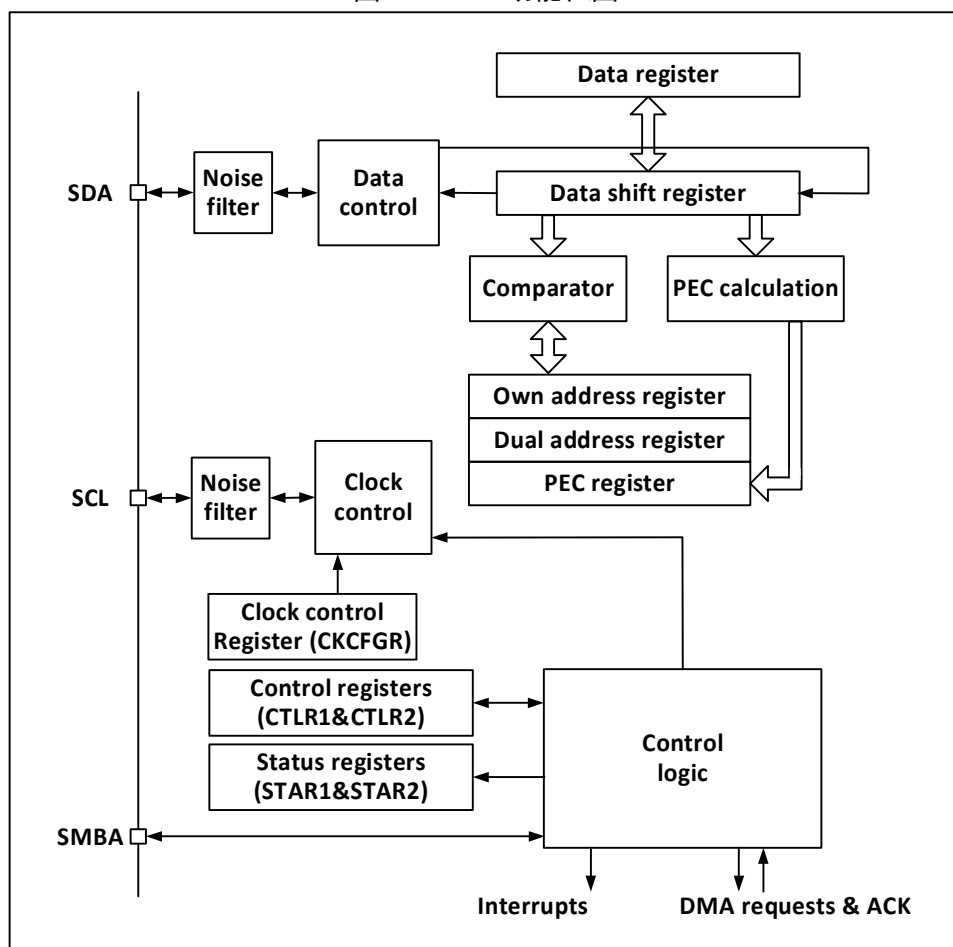 Data register
SDA
Noise
filter
Data
control
Data shift register
Comparator
PEC calculation
Own address register
Dual address register
PEC register
SCL
Noise
filter
Clock
control
Clock control
Register (CKCFGR)
Control registers
(CTLR1&CTLR2)
Status registers
(STAR1&STAR2)
Control
logic
SMBA
Interrupts
DMA requests & ACK